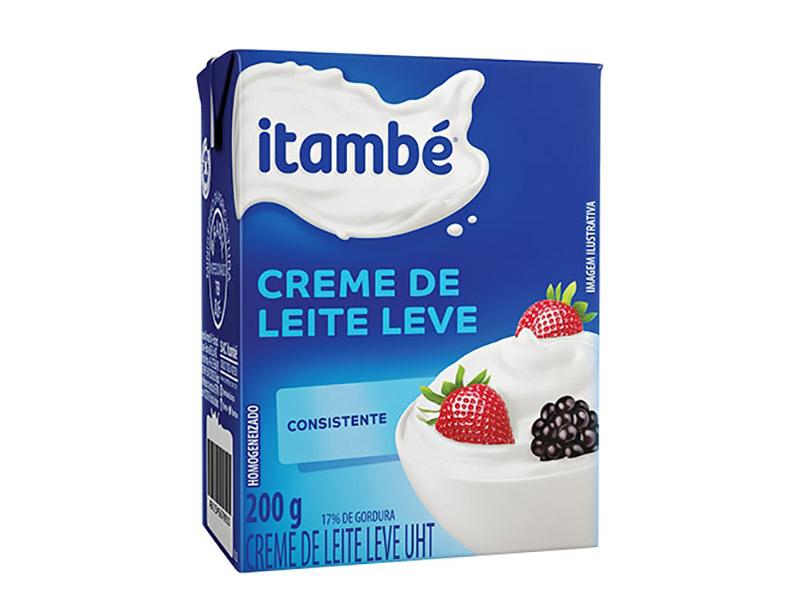 itambé
CREME DE
LEITE LEVE
CONSISTENTE
HOMOGENEIZADO
IMAGEM ILUSTRATIVA
200 g
17% DE GORDURA
CREME DE LEITE LEVE UHT